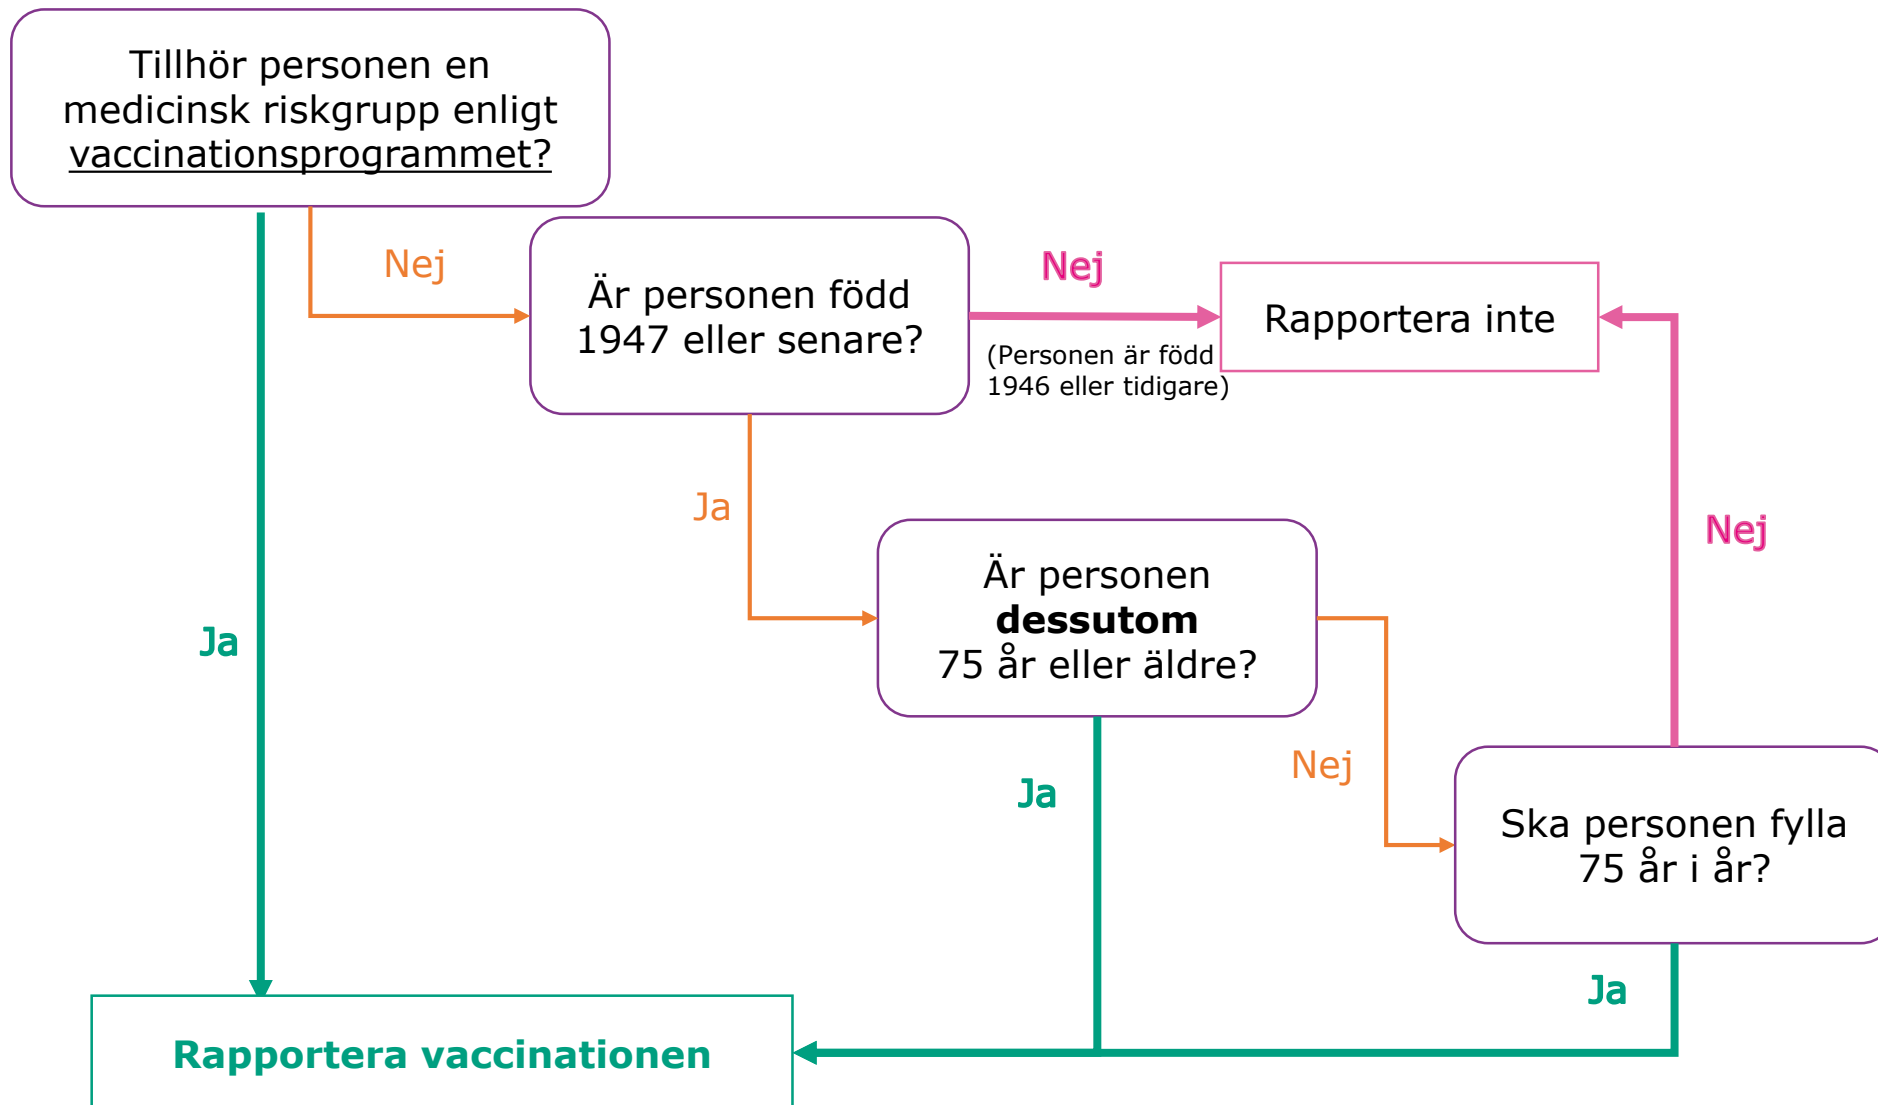 Tillhör personen en
medicinsk riskgrupp enligt
vaccinationsprogrammet?
Nej
Är personen född
1947 eller senare?
Nej
(Personen är född
1946 eller tidigare)
Rapportera inte
Ja
Är personen
dessutom
75 år eller äldre?
Nej
Ja
Ja
Nej
Ska personen fylla
75 år i år?
Ja
Rapportera vaccinationen